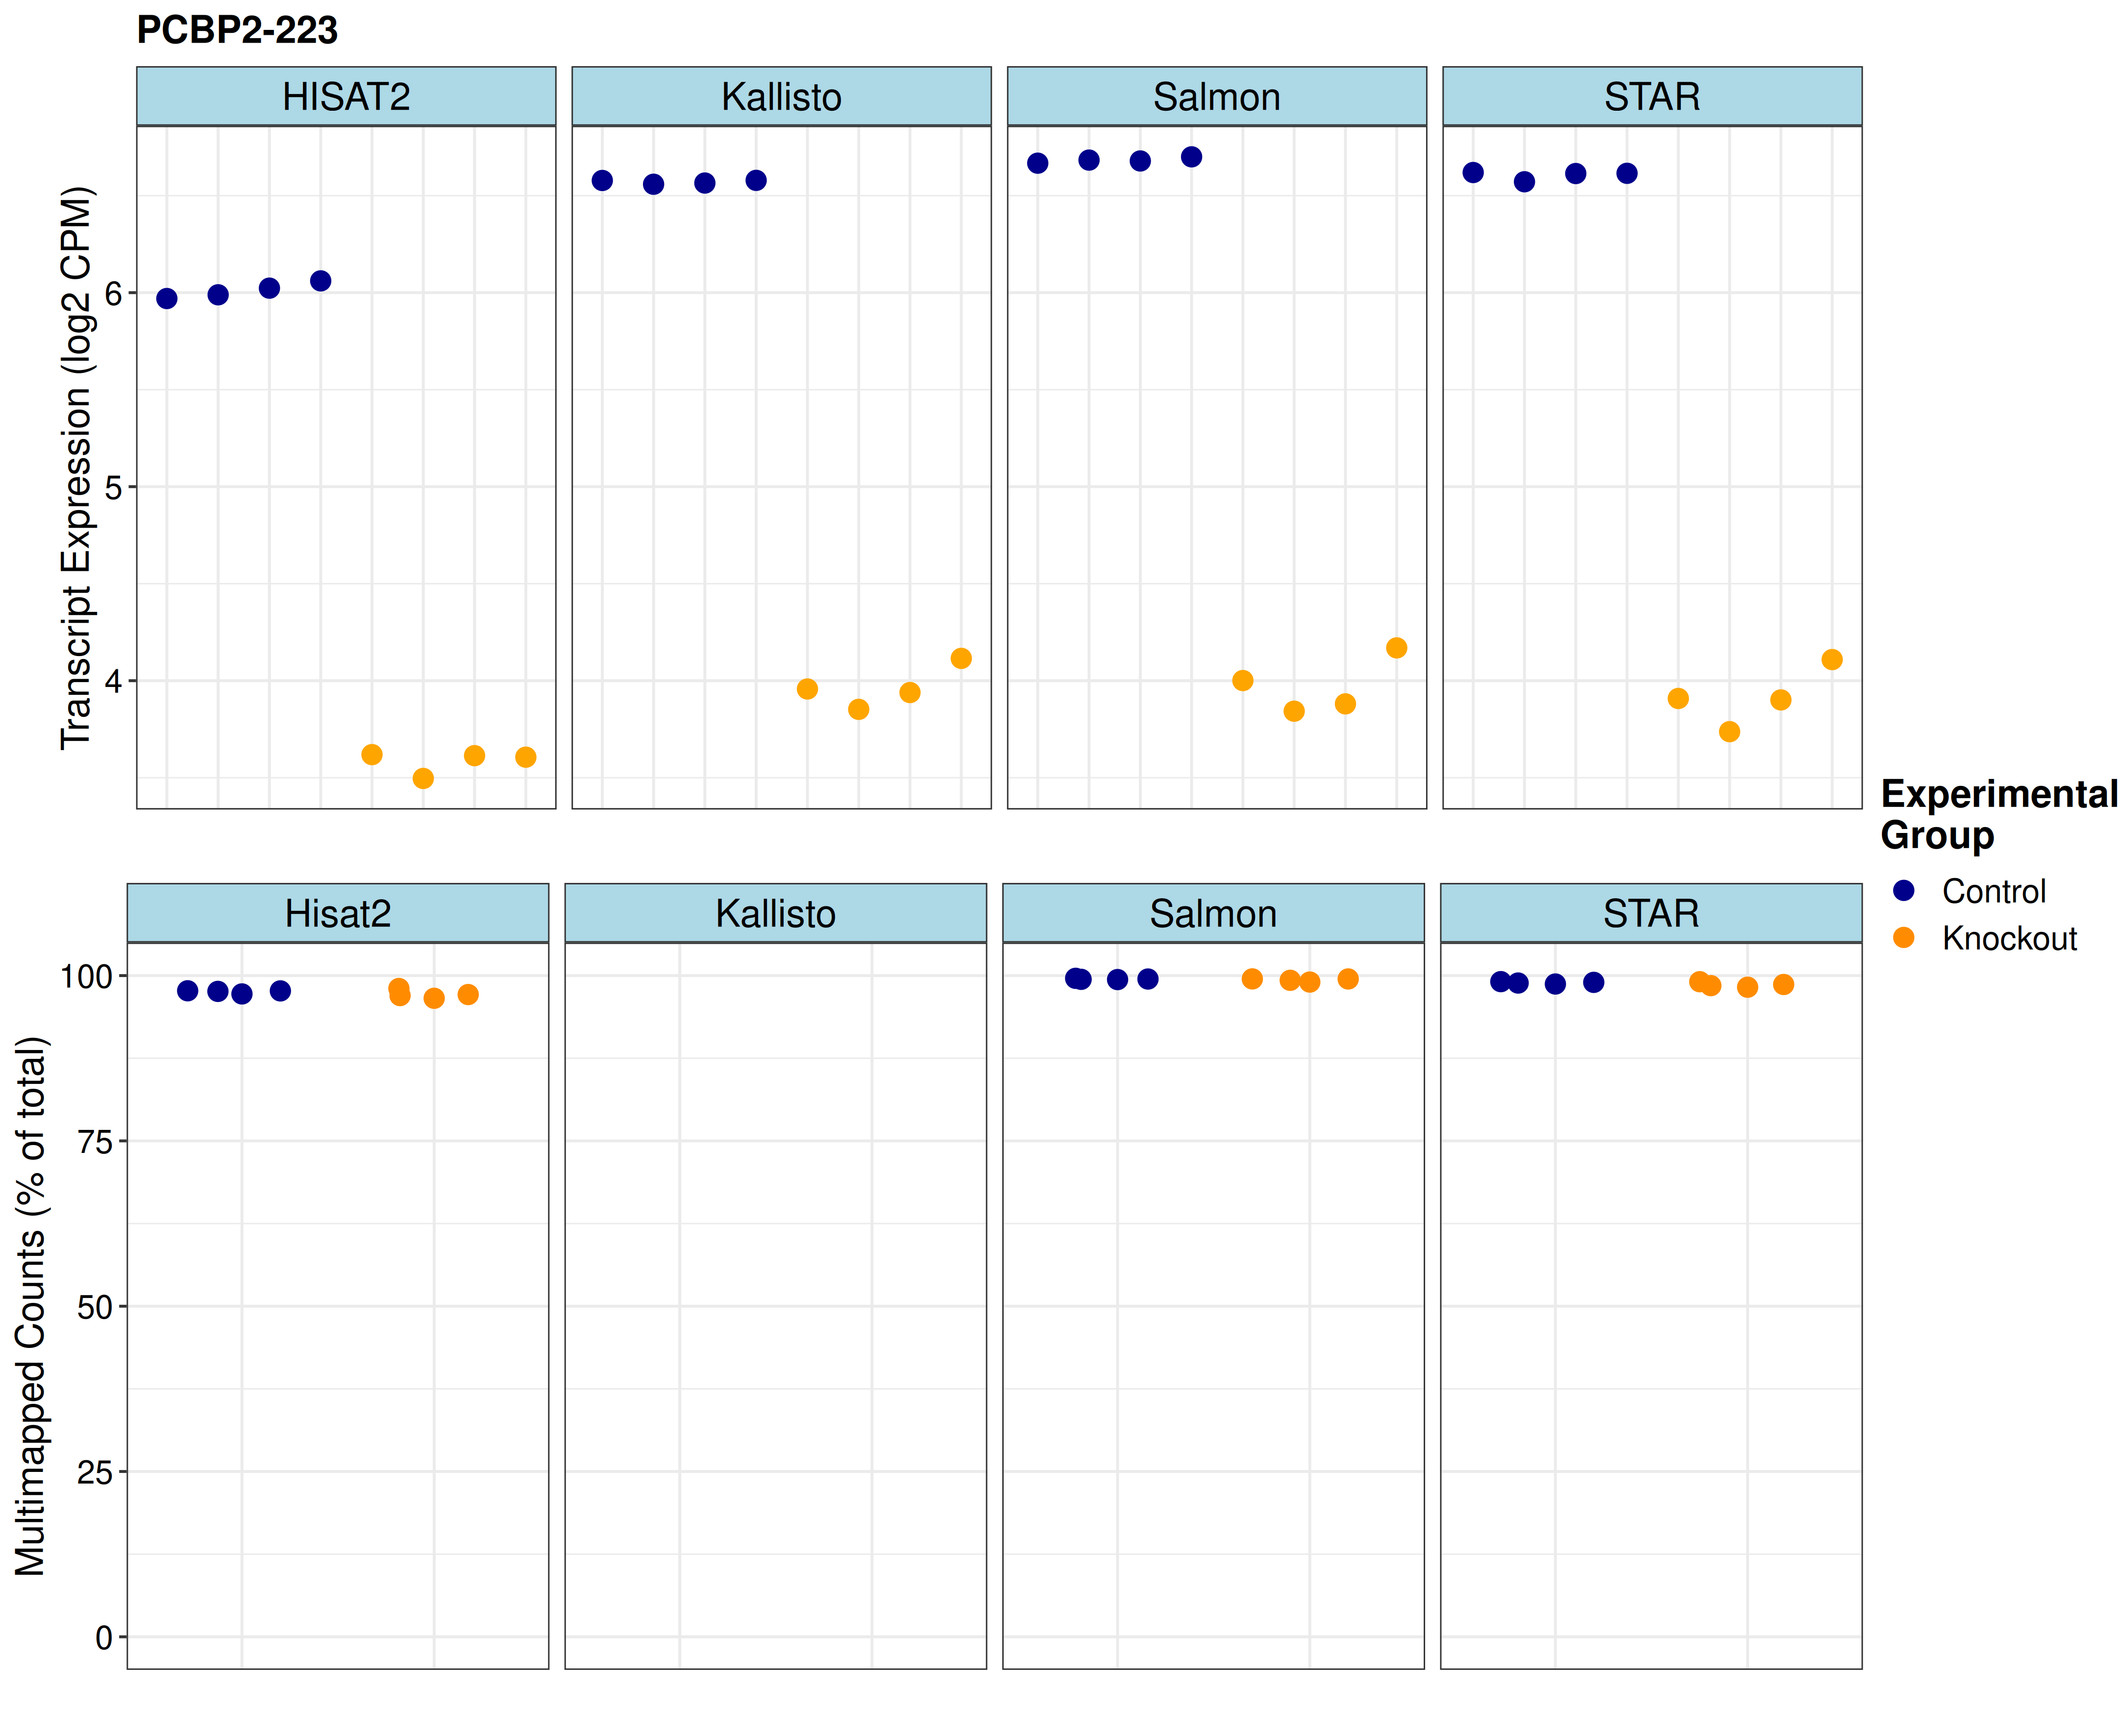 PCBP2-223
HISAT2 Kallisto Salmon STAR
Transcript Expression (log2 CPM)
6
5
4
Hisat2 Kallisto Salmon STAR
Multimapped Counts (% of total)
100
75
50
25
0
Experimental
Group
Control
Knockout